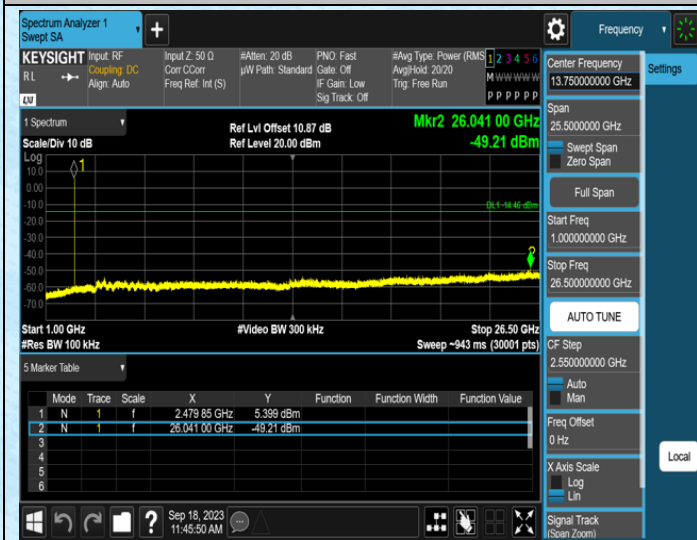 Spectrum Analyzer 1
Swept SA
Frequency
KEYSIGHT
Input: RF
Input Z: 50 Ω
#Atten: 20 dB
PNO: Fast
#Avg Type: Power (RMS
1 2 3 4 5 6
RL
Coupling: DC
Corr CCorr
µW Path: Standard
Gate: Off
Avg|Hold: 20/20
M W W W W W
Align: Auto
Freq Ref: Int (S)
IF Gain: Low
Trig: Free Run
Sig Track: Off
P P P P P P
LXI
1 Spectrum
Scale/Div 10 dB
Ref Lvl Offset 10.87 dB
Ref Level 20.00 dBm
Mkr2 26.041 00 GHz
-49.21 dBm
Log
10.0
0.00
-10.0
-20.0
-30.0
-40.0
-50.0
-60.0
-70.0
1
DL1 -14.46 dBm
2
Start 1.00 GHz
#Video BW 300 kHz
Stop 26.50 GHz
#Res BW 100 kHz
Sweep ~943 ms (30001 pts)
5 Marker Table
Mode Trace Scale X Y Function Function Width Function Value
1 N 1 f 2.479 85 GHz 5.399 dBm
2 N 1 f 26.041 00 GHz -49.21 dBm
3
4
5
6
Sep 18, 2023
11:45:50 AM
Center Frequency
13.750000000 GHz
Settings
Span
25.5000000 GHz
Swept Span
Zero Span
Full Span
Start Freq
1.000000000 GHz
Stop Freq
26.500000000 GHz
AUTO TUNE
CF Step
2.550000000 GHz
Auto
Man
Freq Offset
0 Hz
X Axis Scale
Log
Lin
Local
Signal Track
(Span Zoom)